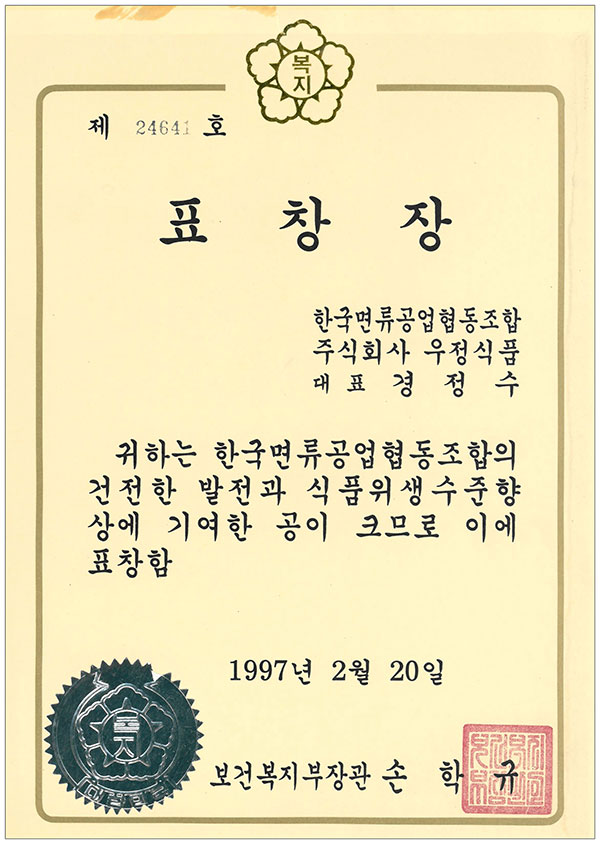 복지
제 24641 호
표 창 장
한국면류공업협동조합
주식회사 우정식품
대표 경정수
귀하는 한국면류공업협동조합의
건전한 발전과 식품위생수준향
상에 기여한 공이 크므로 이에
표창함
1997년 2월 20일
보건복지부장관 손 학 규